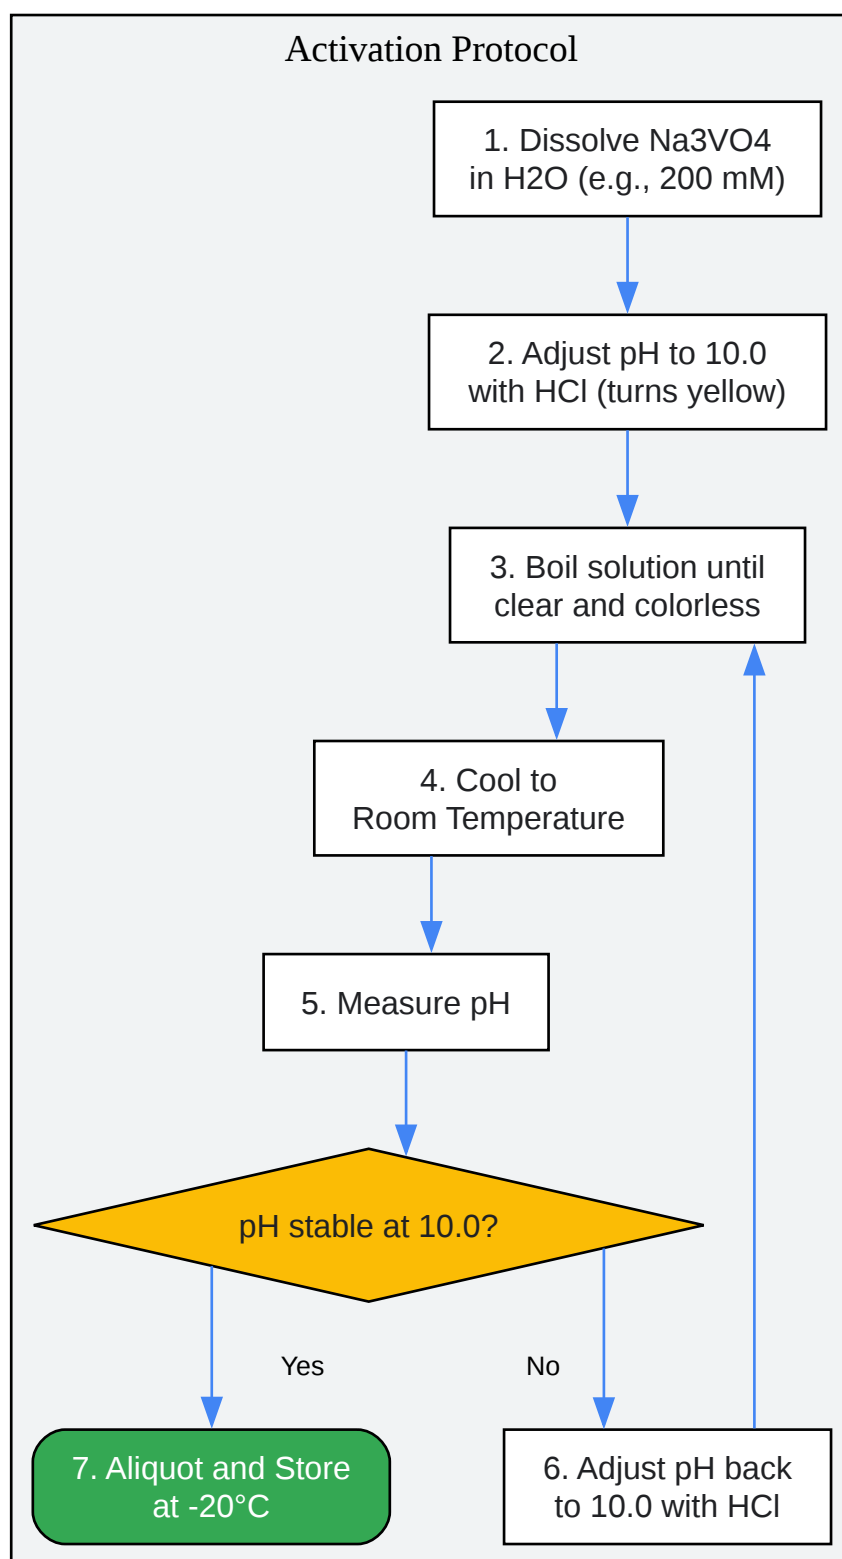 Activation Protocol
1. Dissolve Na3VO4
in H2O (e.g., 200 mM)
2. Adjust pH to 10.0
with HCl (turns yellow)
3. Boil solution until
clear and colorless
4. Cool to
Room Temperature
5. Measure pH
pH stable at 10.0?
Yes
No
7. Aliquot and Store
at -20°C
6. Adjust pH back
to 10.0 with HCl